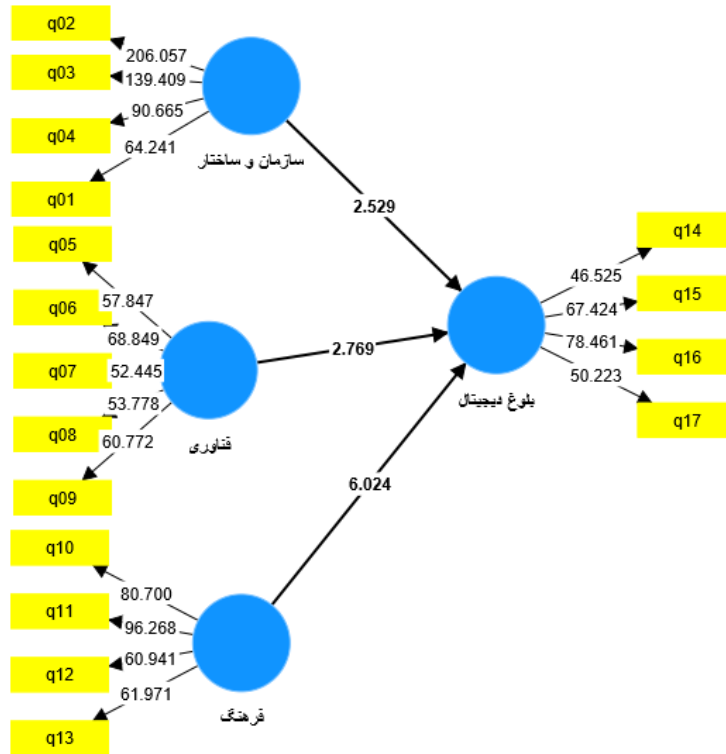 q02
q03
q04
q01
206.057
139.409
90.665
64.241
سازمان و ساختار
2.529
q05
q06
q07
q08
q09
57.847
68.849
52.445
53.778
60.772
فناوری
2.769
q10
q11
q12
q13
80.700
96.268
60.941
61.971
فرهنگ
6.024
بلوغ دیجیتال
46.525
67.424
78.461
50.223
q14
q15
q16
q17